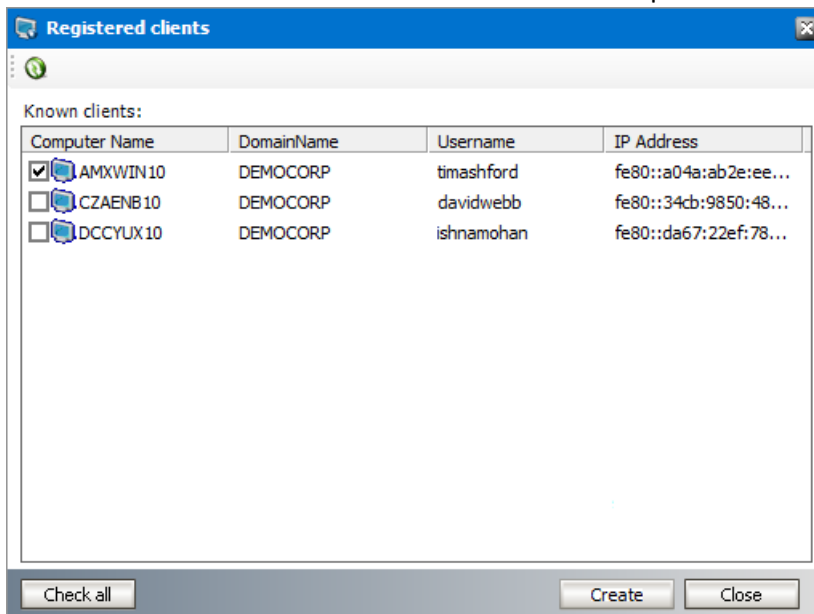 Registered clients
Known clients:
Computer Name DomainName Username IP Address
AMXWIN10 DEMOCORP timashford fe80::a04a:ab2e:ee...
CZAENB10 DEMOCORP davidwebb fe80::34cb:9850:48...
DCCYUX10 DEMOCORP ishnamohan fe80::da67:22ef:78...
Check all Create Close